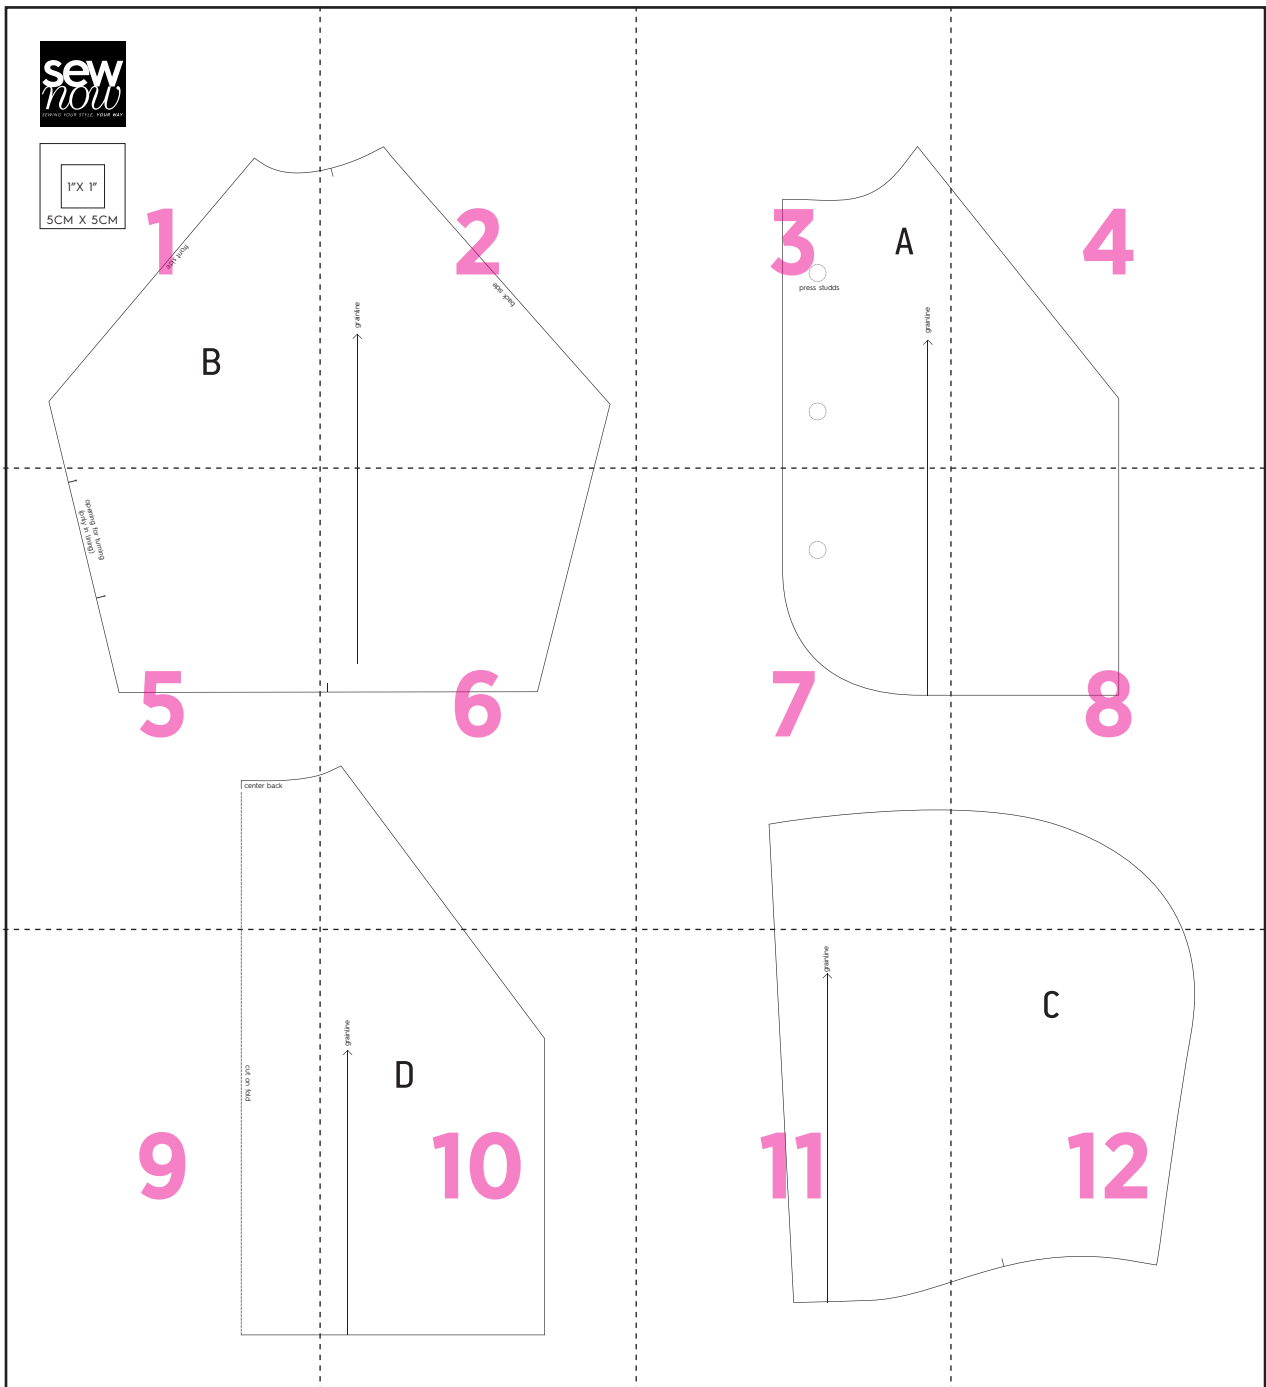 sew
now
SEWING YOUR STYLE, YOUR WAY
1"X 1"
5CM X 5CM
1
2
3
4
front side
back side
A
press studds
grainline
grainline
B
opening for turning
(only in lying)
5
6
7
8
center back
grainline
C
grainline
cut on fold
D
9
10
11
12